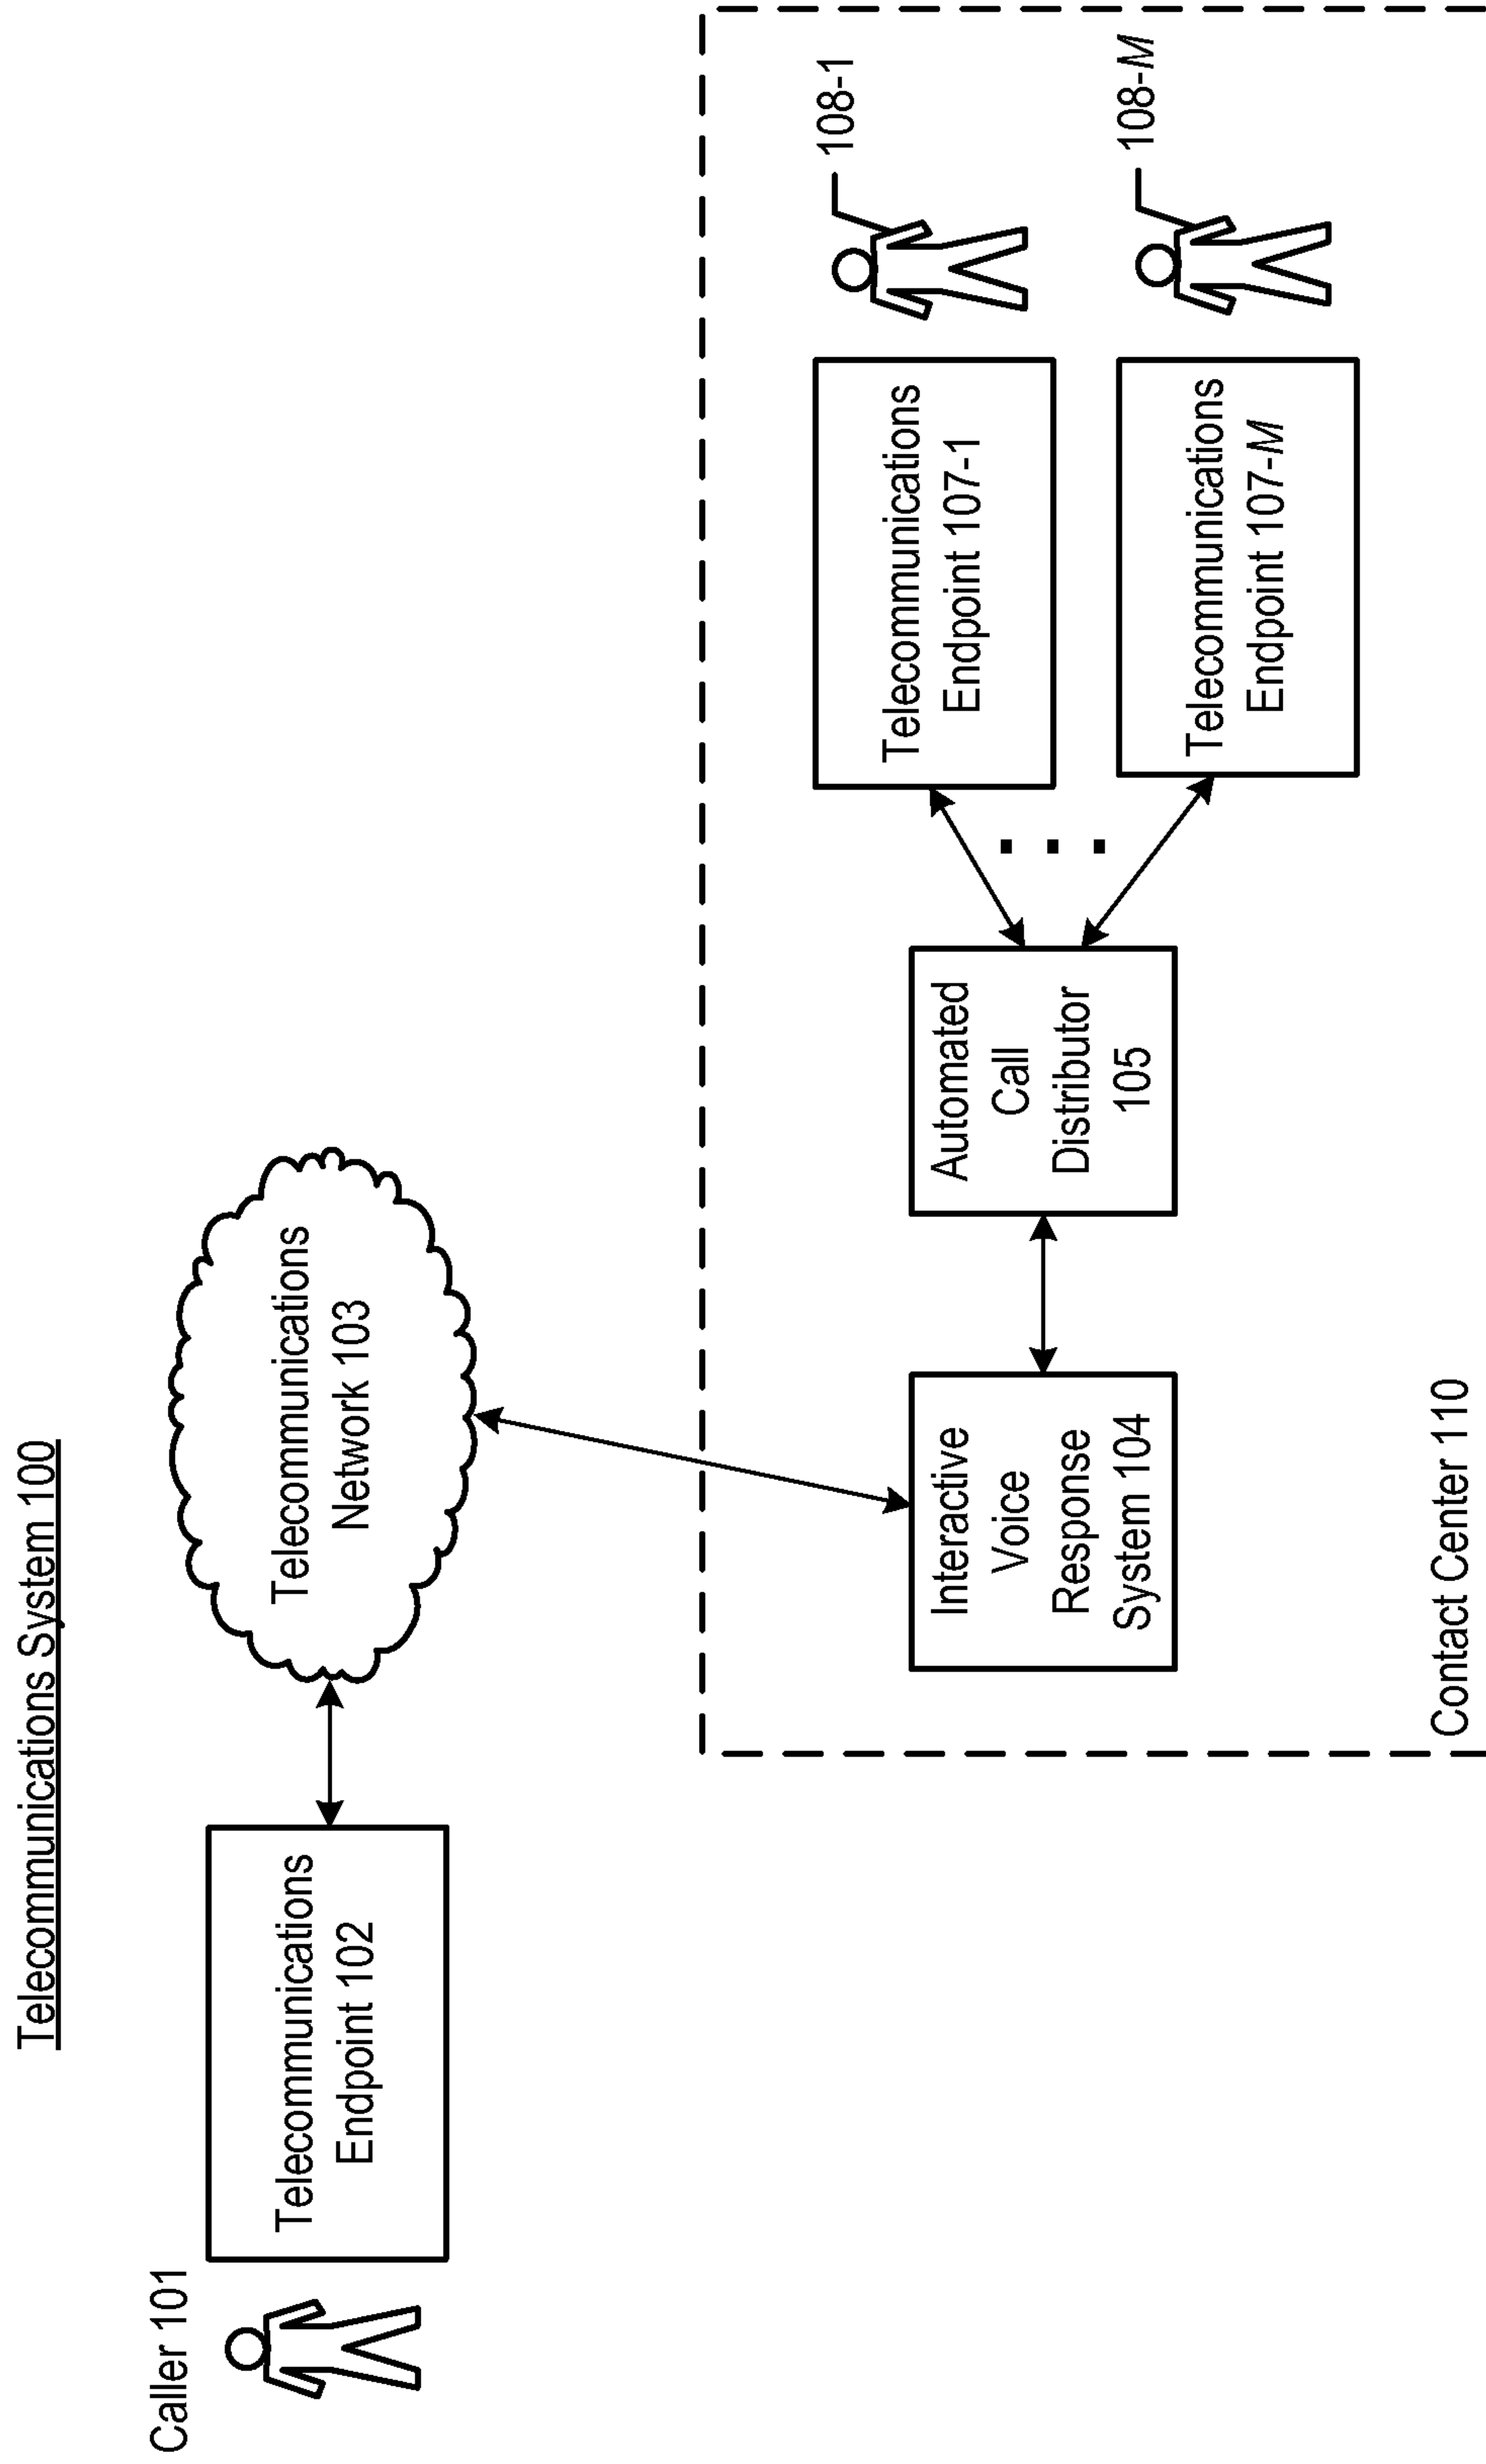 Telecommunications System 100
Caller 101
Telecommunications
Endpoint 102
Telecommunications
Network 103
Interactive
Voice
Response
System 104
Automated
Call
Distributor
105
Telecommunications
Endpoint 107-1
108-1
Telecommunications
Endpoint 107-M
108-M
Contact Center 110